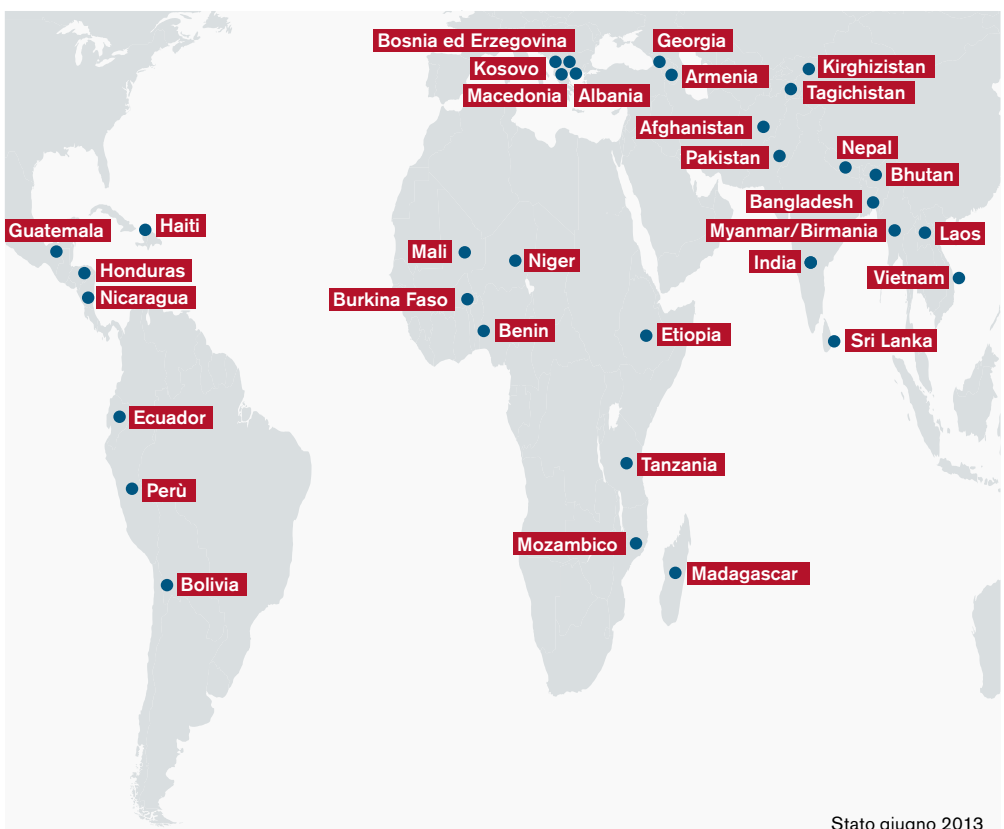 Bosnia ed Erzegovina
Georgia
Kosovo
Armenia
Kirghizistan
Macedonia
Albania
Tagichistan
Afghanistan
Pakistan
Nepal
Bhutan
Bangladesh
Guatemala
Haiti
Mali
Niger
Myanmar/Birmania
Laos
Honduras
India
Vietnam
Nicaragua
Burkina Faso
Benin
Etiopia
Sri Lanka
Ecuador
Tanzania
Perù
Mozambico
Madagascar
Bolivia
Stato giugno 2013